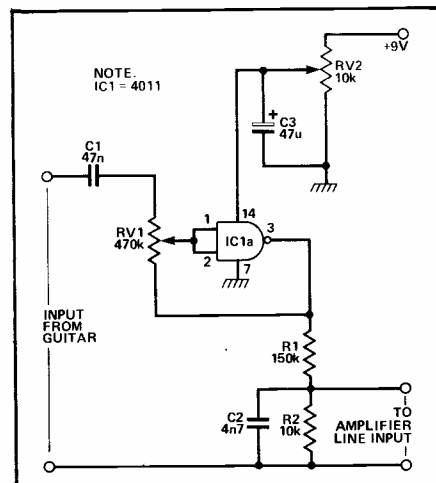 NOTE.
IC1 = 4011
+9V
RV2
10k
+
C3
47u
C1
47n
RV1
470k
1
2
14
3
IC1a
7
INPUT
FROM
GUITAR
R1
150k
C2
4n7
R2
10k
TO
AMPLIFIER
LINE INPUT